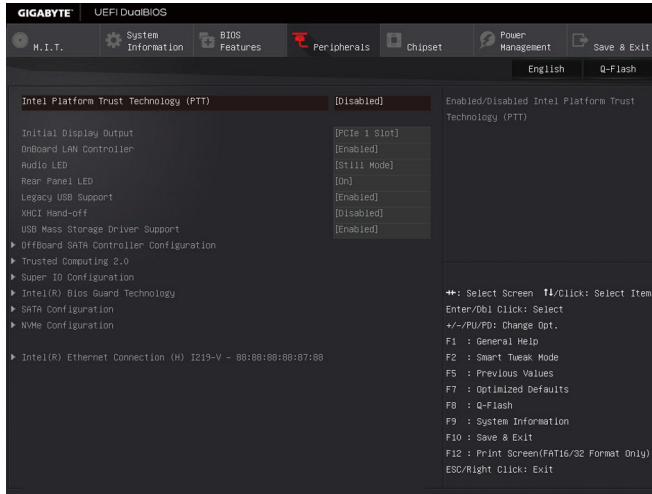 GIGABYTE™ UEFI DualBIOS
M.I.T.
System Information
BIOS Features
Peripherals
Chipset
Power Management
Save & Exit
English Q-Flash
Intel Platform Trust Technology (PTT) [Disabled]
Initial Display Output [PCIe 1 Slot]
OnBoard LAN Controller [Enabled]
Audio LED [Still Mode]
Rear Panel LED [On]
Legacy USB Support [Enabled]
XHCI Hand-off [Disabled]
USB Mass Storage Driver Support [Enabled]
OffBoard SATA Controller Configuration
Trusted Computing 2.0
Super IO Configuration
Intel(R) Bios Guard Technology
SATA Configuration
NVMe Configuration
Intel(R) Ethernet Connection (H) I219-V - 88:88:88:88:87:88
Enabled/Disabled Intel Platform Trust
Technology (PTT)
→←: Select Screen ↑↓/Click: Select Item
Enter/Dbl Click: Select
+/-/PU/PD: Change Opt.
F1 : General Help
F2 : Smart Tweak Mode
F5 : Previous Values
F7 : Optimized Defaults
F8 : Q-Flash
F9 : System Information
F10 : Save & Exit
F12 : Print Screen(FAT16/32 Format Only)
ESC/Right Click: Exit